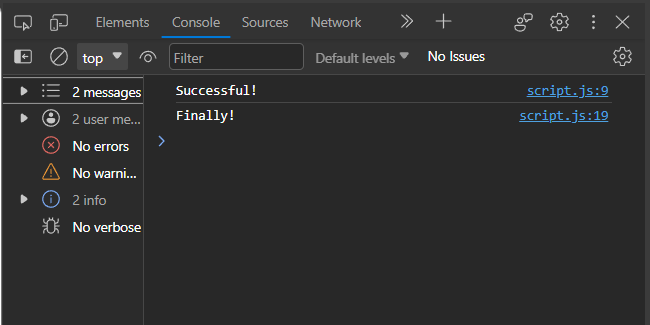 Elements Console Sources Network
top Filter Default levels No Issues
2 messages
2 user me...
No errors
No warni...
2 info
No verbose
Successful! script.js:9
Finally! script.js:19